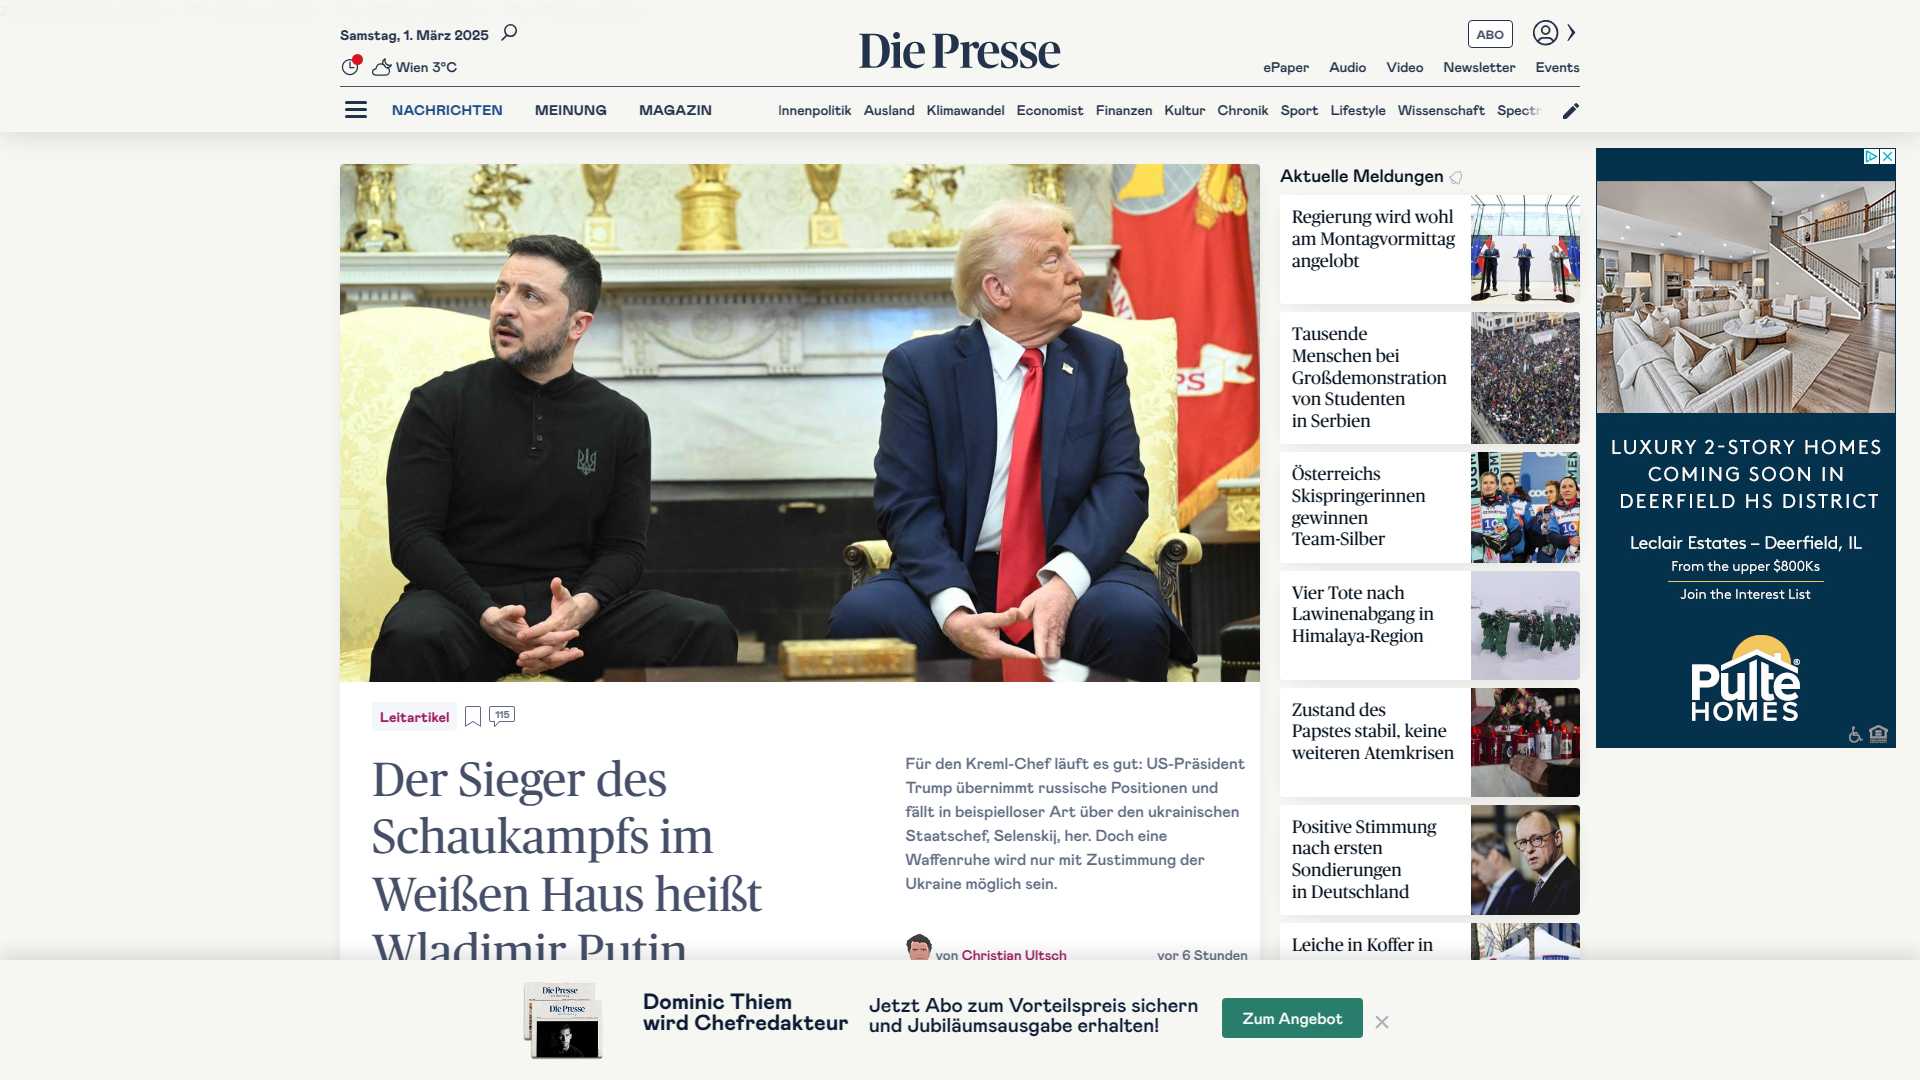 Samstag, 1. März 2025
Die Presse
ABO
Wien 3°C
ePaper Audio Video Newsletter Events
NACHRICHTEN MEINUNG MAGAZIN
Innenpolitik Ausland Klimawandel Economist Finanzen Kultur Chronik Sport Lifestyle Wissenschaft Spectr
Leitartikel
115
Der Sieger des
Schaukampfs im
Weißen Haus heißt
Wladimir Putin
Für den Kreml-Chef läuft es gut: US-Präsident
Trump übernimmt russische Positionen und
fällt in beispielloser Art über den ukrainischen
Staatschef, Selenskij, her. Doch eine
Waffenruhe wird nur mit Zustimmung der
Ukraine möglich sein.
von Christian Ultsch
vor 6 Stunden
Aktuelle Meldungen
Regierung wird wohl
am Montagvormittag
angelobt
Tausende
Menschen bei
Großdemonstration
von Studenten
in Serbien
Österreichs
Skispringerinnen
gewinnen
Team-Silber
Vier Tote nach
Lawinenabgang in
Himalaya-Region
Zustand des
Papstes stabil, keine
weiteren Atemkrisen
Positive Stimmung
nach ersten
Sondierungen
in Deutschland
Leiche in Koffer in
LUXURY 2-STORY HOMES
COMING SOON IN
DEERFIELD HS DISTRICT
Leclair Estates – Deerfield, IL
From the upper $800Ks
Join the Interest List
Pulte®
HOMES
Die Presse
Die Presse
Dominic Thiem
wird Chefredakteur
Jetzt Abo zum Vorteilspreis sichern
und Jubiläumsausgabe erhalten!
Zum Angebot